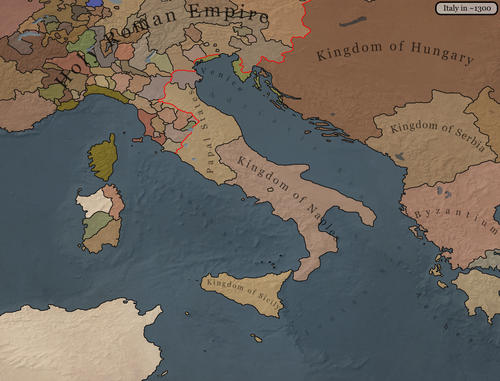 Italy in ~1300
Holy Roman Empire
Kingdom of Hungary
Venice
Papal States
Kingdom of Serbia
Kingdom of Naples
Byzantium
Kingdom of Sicily